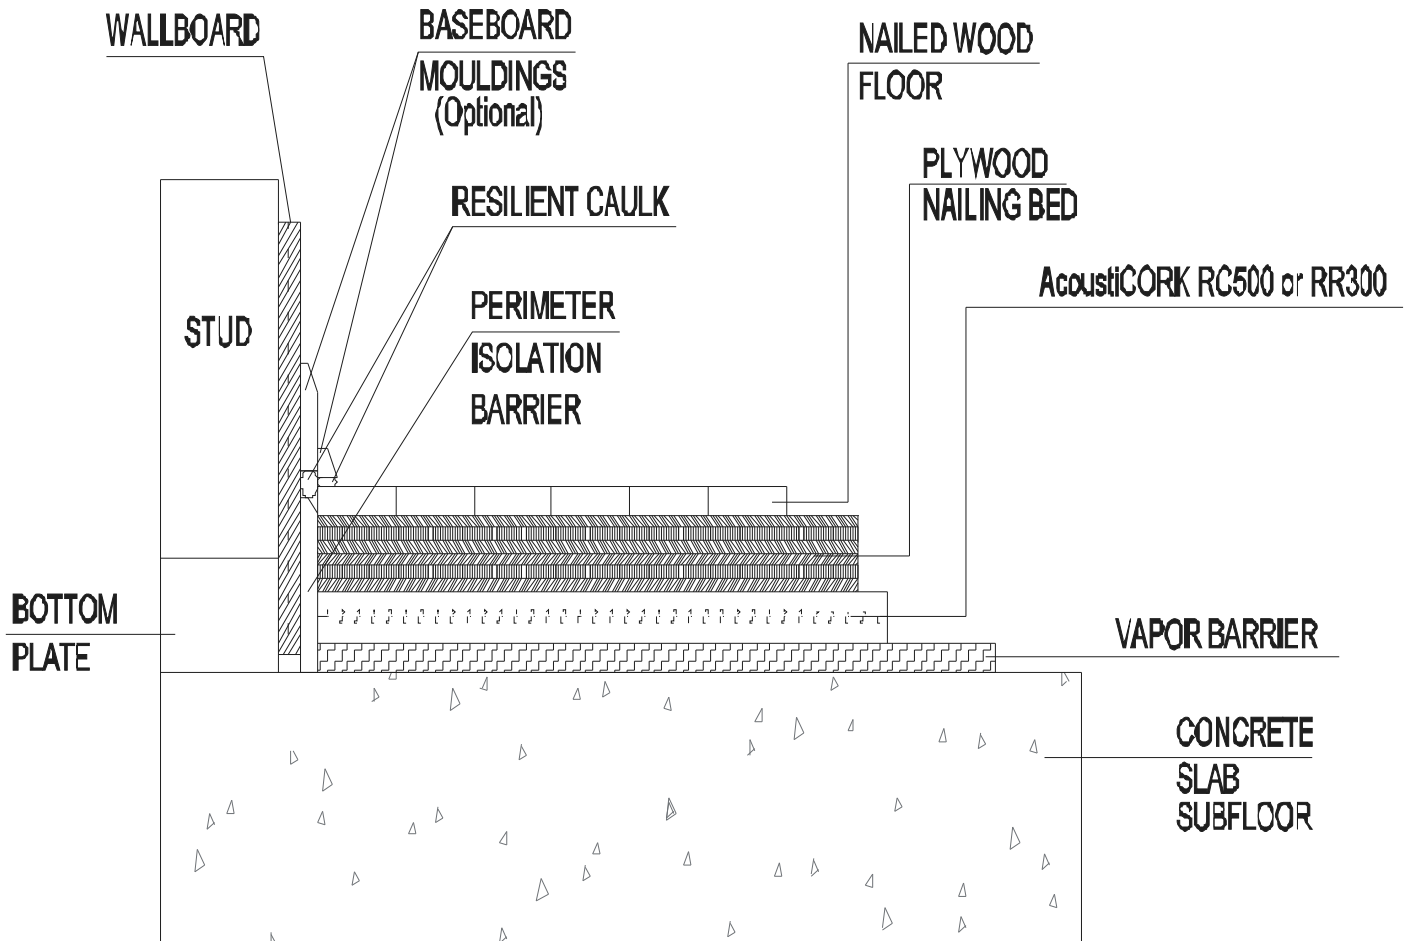 WALLBOARD
BASEBOARD
MOULDINGS
(Optional)
NAILED WOOD
FLOOR
PLYWOOD
NAILING BED
RESILIENT CAULK
AcoustiCORK RC500 or RR300
PERIMETER
ISOLATION
BARRIER
STUD
BOTTOM
PLATE
VAPOR BARRIER
CONCRETE
SLAB
SUBFLOOR